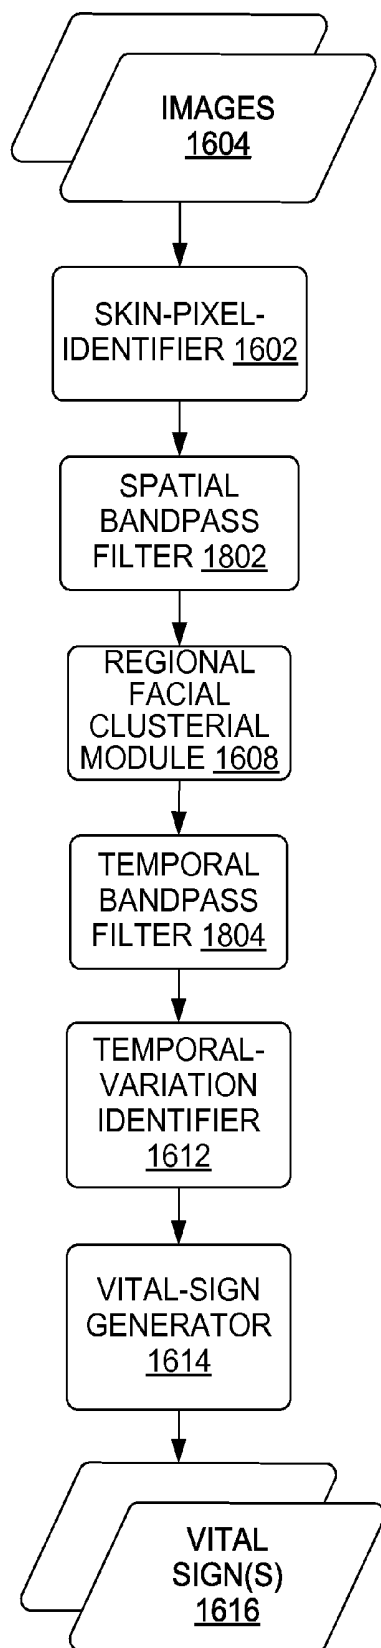 IMAGES
1604
SKIN-PIXEL-
IDENTIFIER 1602
SPATIAL
BANDPASS
FILTER 1802
REGIONAL
FACIAL
CLUSTERIAL
MODULE 1608
TEMPORAL
BANDPASS
FILTER 1804
TEMPORAL-
VARIATION
IDENTIFIER
1612
VITAL-SIGN
GENERATOR
1614
VITAL
SIGN(S)
1616